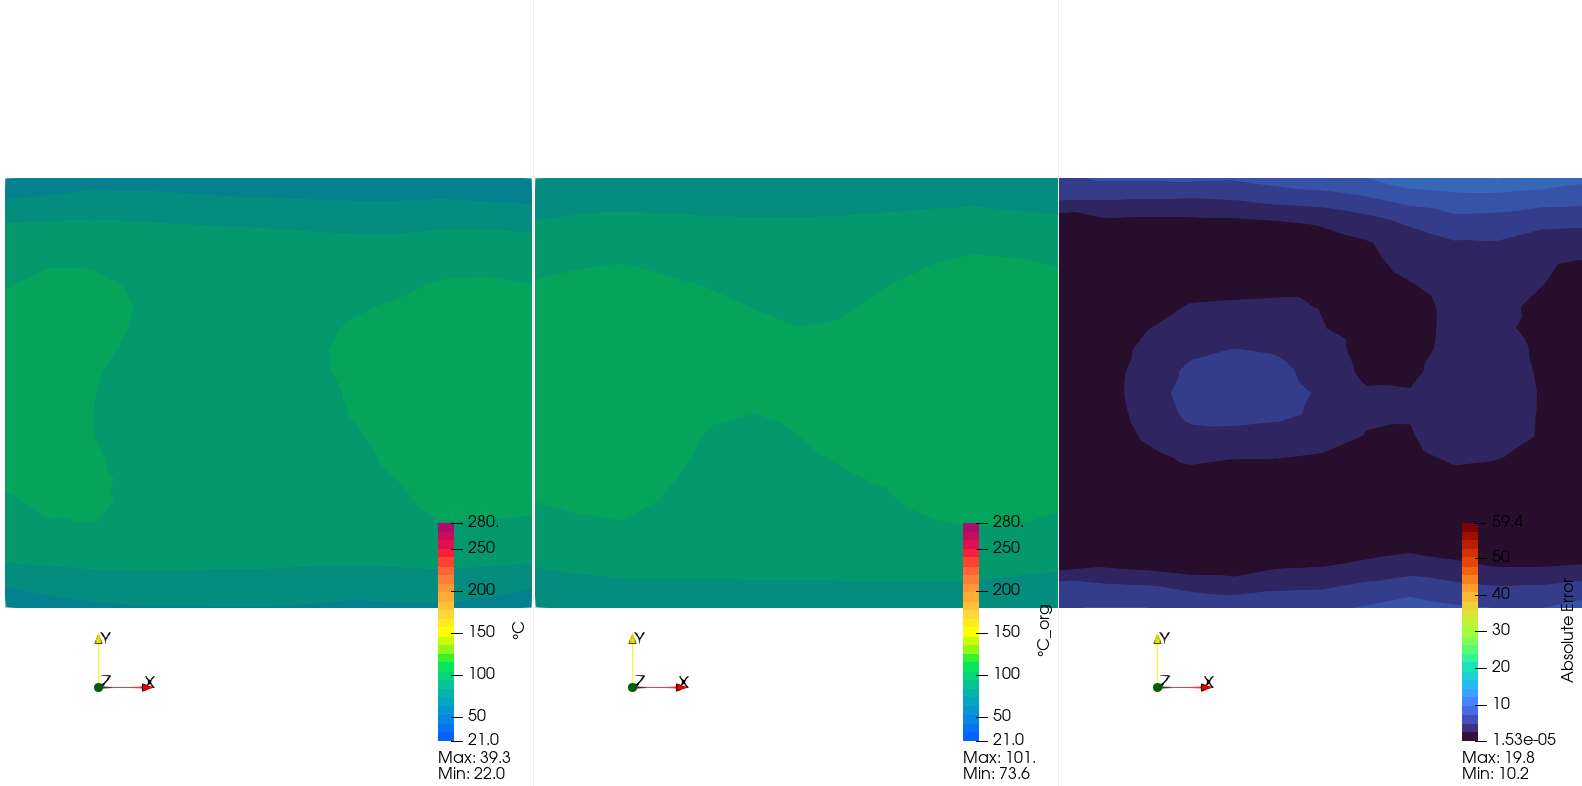 280.
250
200
150
100
50
21.0
°C
Max: 39.3
Min: 22.0
Y
Z
X
280.
250
200
150
100
50
21.0
°C_org
Max: 101.
Min: 73.6
Y
Z
X
59.4
50
40
30
20
10
1.53e-05
Absolute Error
Max: 19.8
Min: 10.2
Y
Z
X